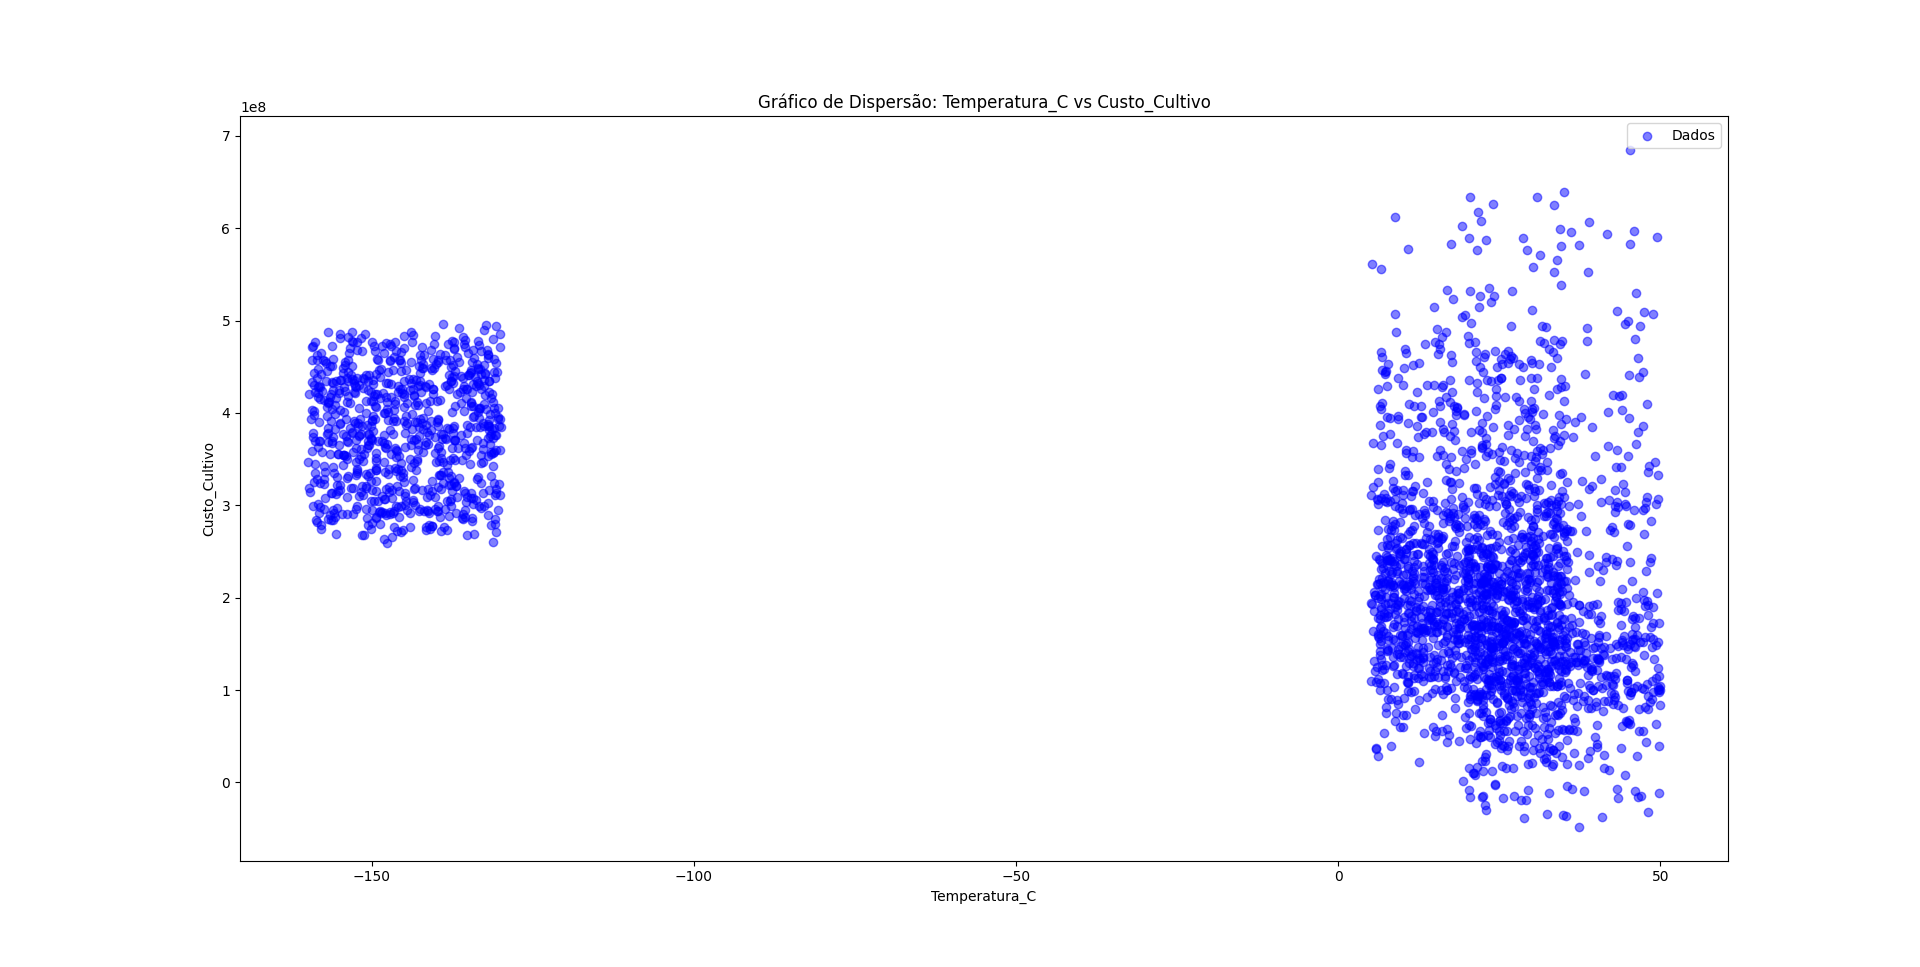 Gráfico de Dispersão: Temperatura_C vs Custo_Cultivo
1e8
Dados
7
6
5
4
3
2
1
0
Custo_Cultivo
−150
−100
−50
0
50
Temperatura_C